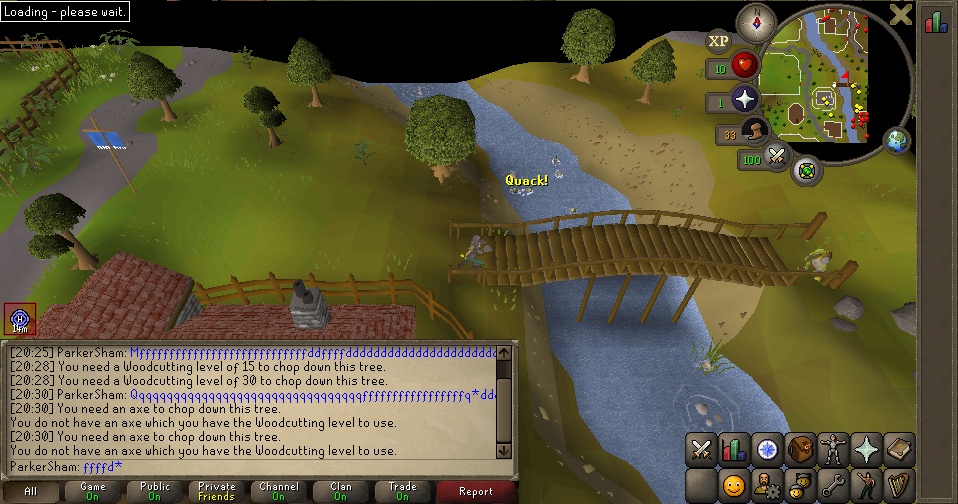 Loading - please wait.
N
XP
10
1
33
100
Quack!
14m
[20:25] ParkerSham:
[20:28] You need a Woodcutting level of 15 to chop down this tree.
[20:28] You need a Woodcutting level of 30 to chop down this tree.
[20:30] ParkerSham:
[20:30] You need an axe to chop down this tree.
You do not have an axe which you have the Woodcutting level to use.
[20:30] You need an axe to chop down this tree.
You do not have an axe which you have the Woodcutting level to use.
ParkerSham: ffffd*
All
Game
On
Public
On
Private
Friends
Channel
On
Clan
On
Trade
On
Report